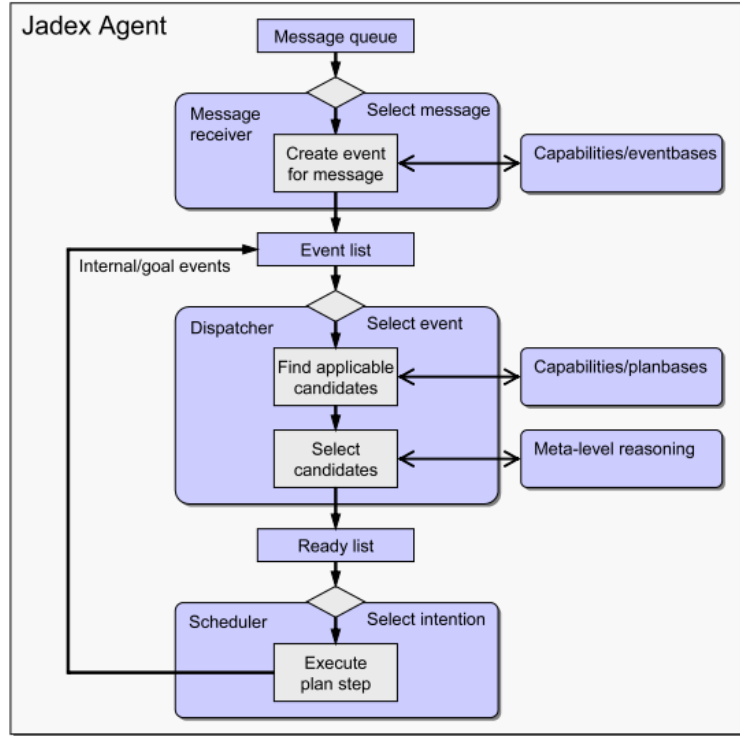 Jadex Agent
Message queue
Select message
Message
receiver
Create event
for message
Capabilities/eventbases
Event list
Internal/goal events
Select event
Dispatcher
Find applicable
candidates
Capabilities/planbases
Select
candidates
Meta-level reasoning
Ready list
Select intention
Scheduler
Execute
plan step